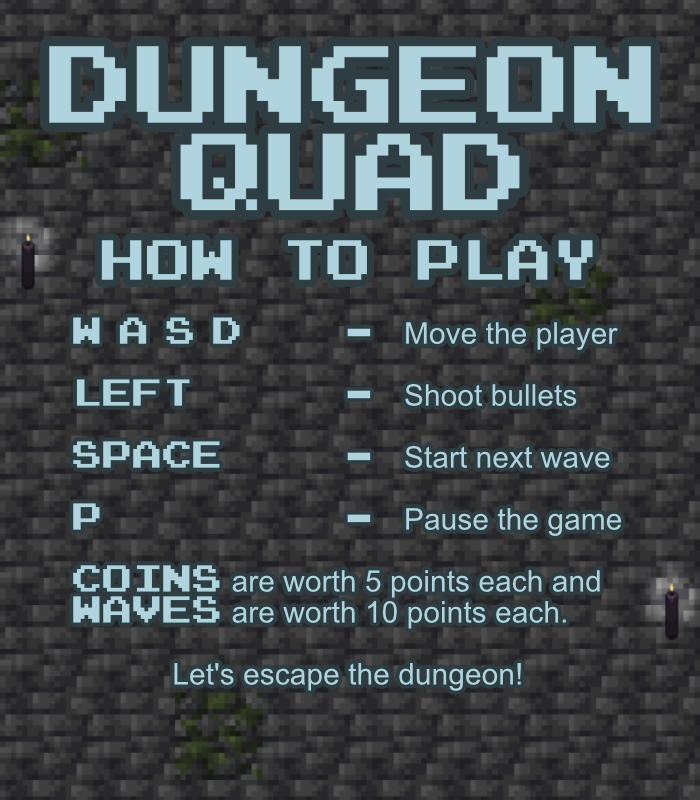 DUNGEON
QUAD
HOW TO PLAY
W A S D - Move the player
LEFT - Shoot bullets
SPACE - Start next wave
P - Pause the game
COINS are worth 5 points each and
WAVES are worth 10 points each.
Let's escape the dungeon!